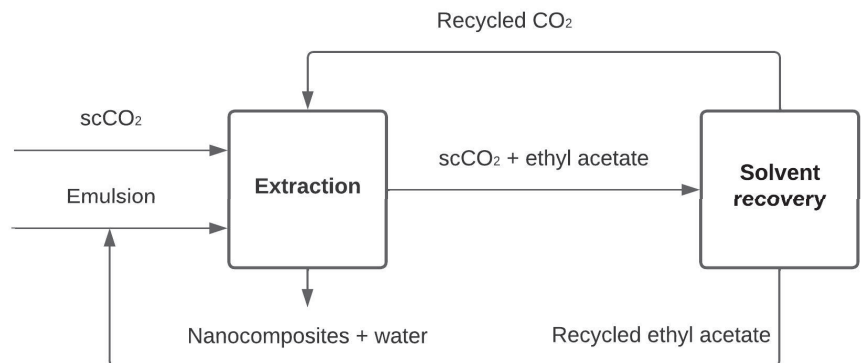 Recycled CO₂
scCO₂
scCO₂ + ethyl acetate
Emulsion
Extraction
Solvent
recovery
Nanocomposites + water
Recycled ethyl acetate